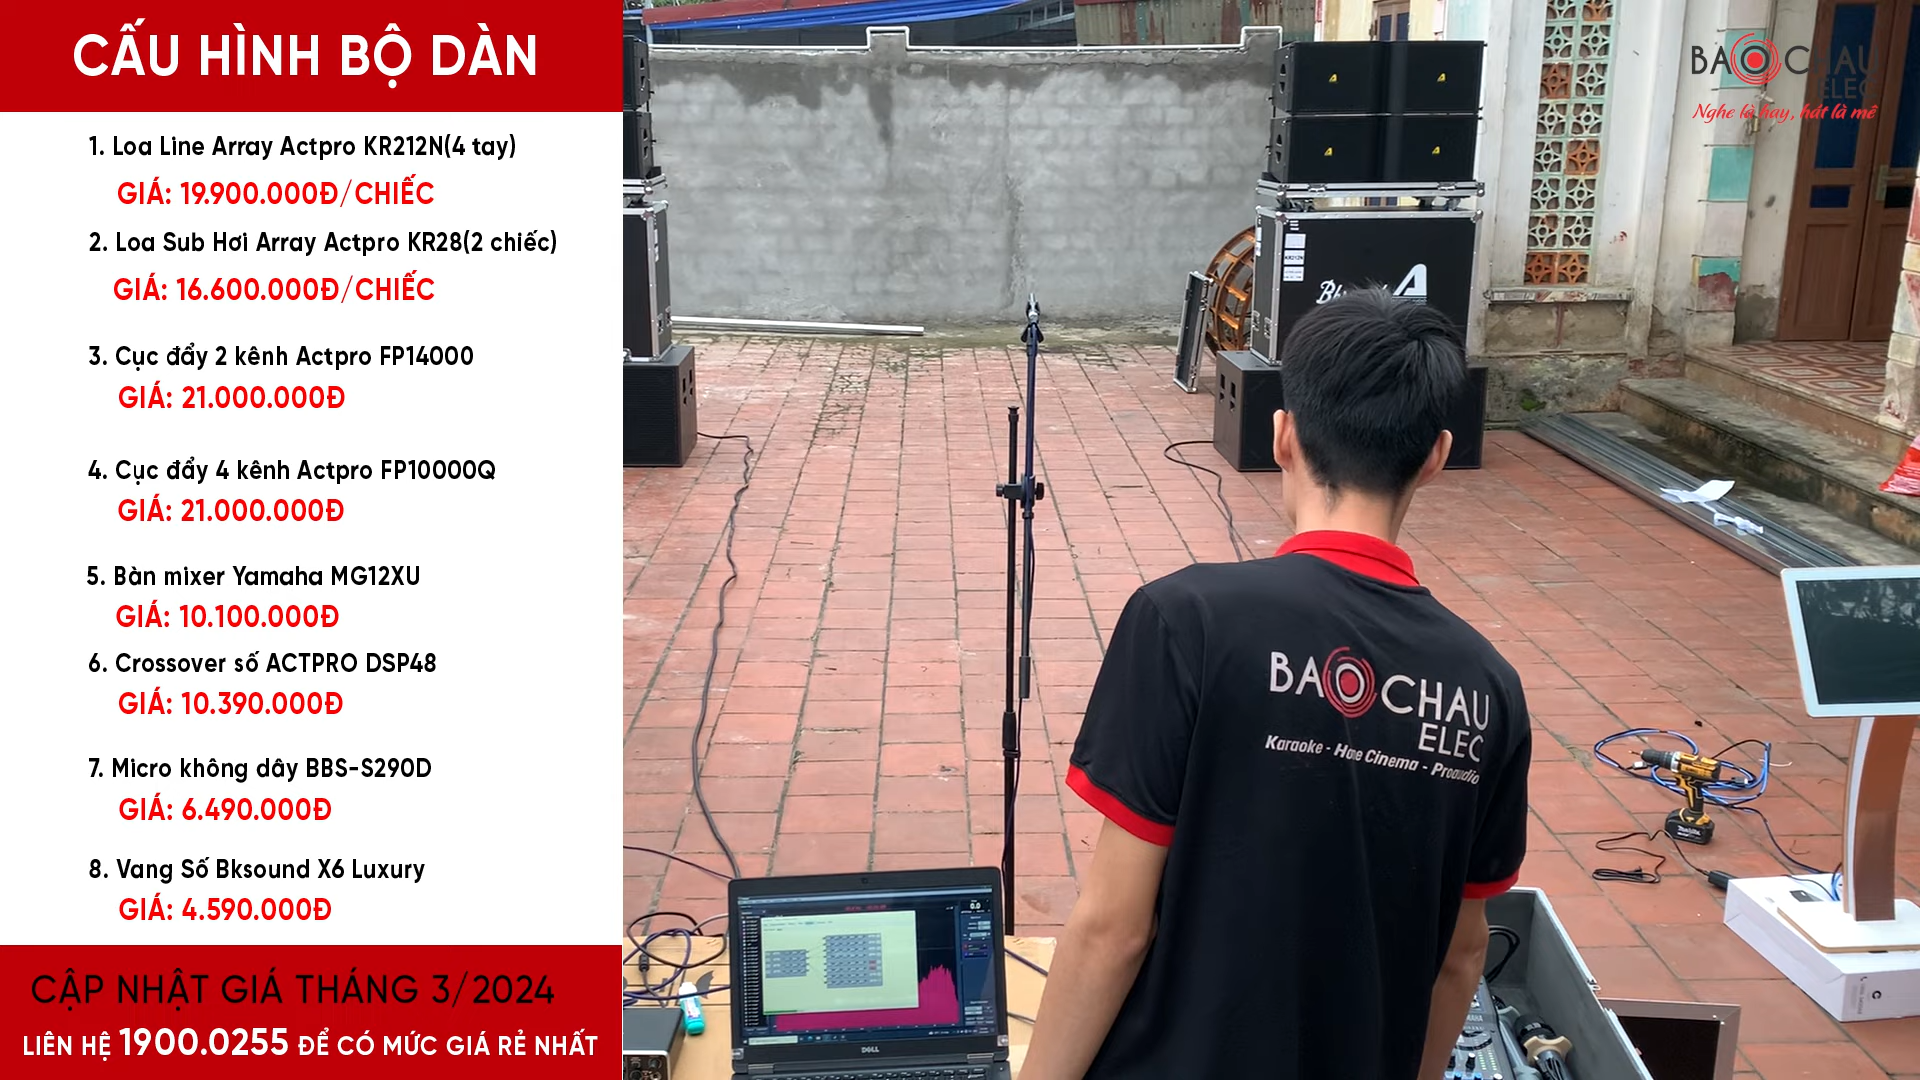 CẤU HÌNH BỘ DÀN
1. Loa Line Array Actpro KR212N(4 tay)
GIÁ: 19.900.000Đ/CHIẾC
2. Loa Sub Hơi Array Actpro KR28(2 chiếc)
GIÁ: 16.600.000Đ/CHIẾC
3. Cục đẩy 2 kênh Actpro FP14000
GIÁ: 21.000.000Đ
4. Cục đẩy 4 kênh Actpro FP10000Q
GIÁ: 21.000.000Đ
5. Bàn mixer Yamaha MG12XU
GIÁ: 10.100.000Đ
6. Crossover số ACTPRO DSP48
GIÁ: 10.390.000Đ
7. Micro không dây BBS-S290D
GIÁ: 6.490.000Đ
8. Vang Số Bksound X6 Luxury
GIÁ: 4.590.000Đ
CẬP NHẬT GIÁ THÁNG 3/2024
LIÊN HỆ 1900.0255 ĐỂ CÓ MỨC GIÁ RẺ NHẤT
BAOCHAU
ELEC
Nghe là hay, hát là mê
KR212N
BAOCHAU
ELEC
Karaoke - Home Cinema - Proaudio
DELL
YAMAHA